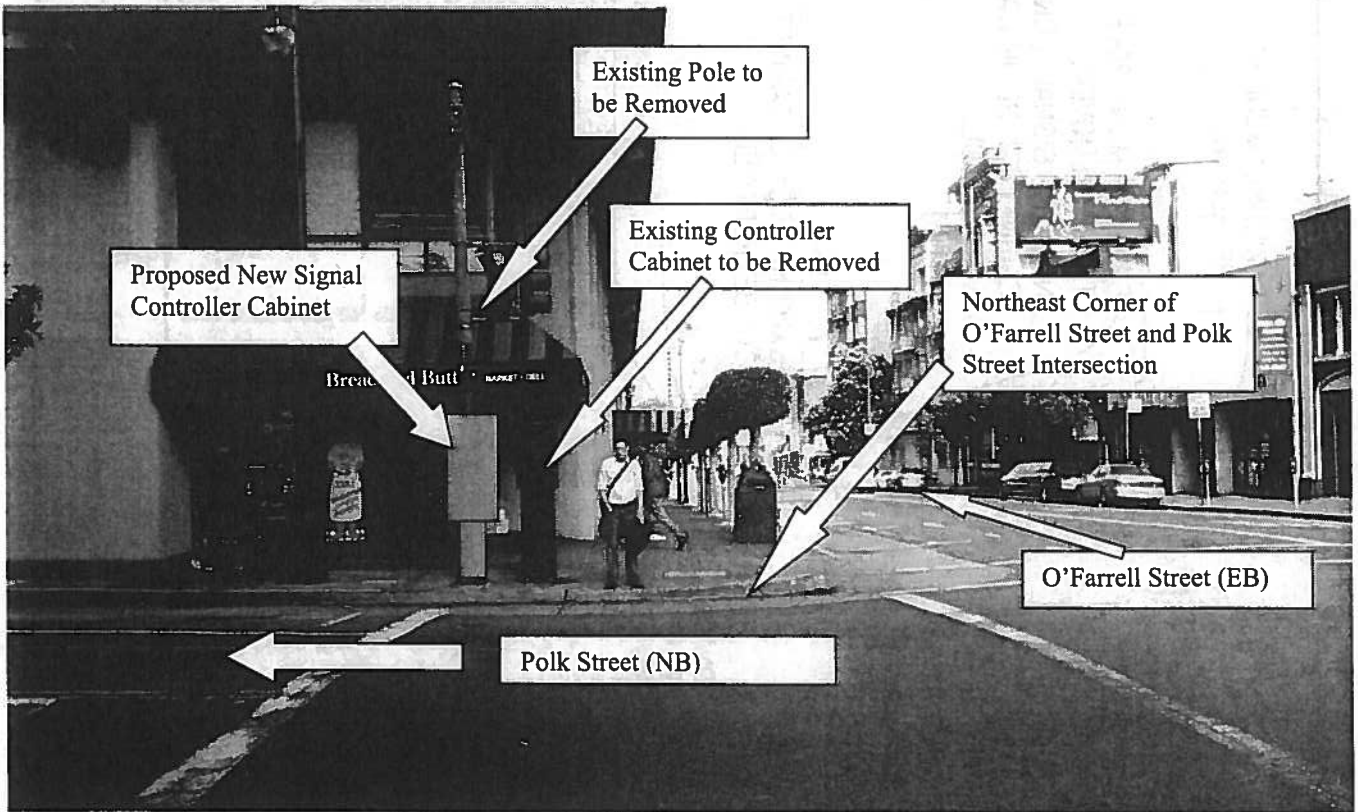 Existing Pole to
be Removed
Existing Controller
Cabinet to be Removed
Proposed New Signal
Controller Cabinet
Northeast Corner of
O'Farrell Street and Polk
Street Intersection
MARKET · DELI
O'Farrell Street (EB)
Polk Street (NB)